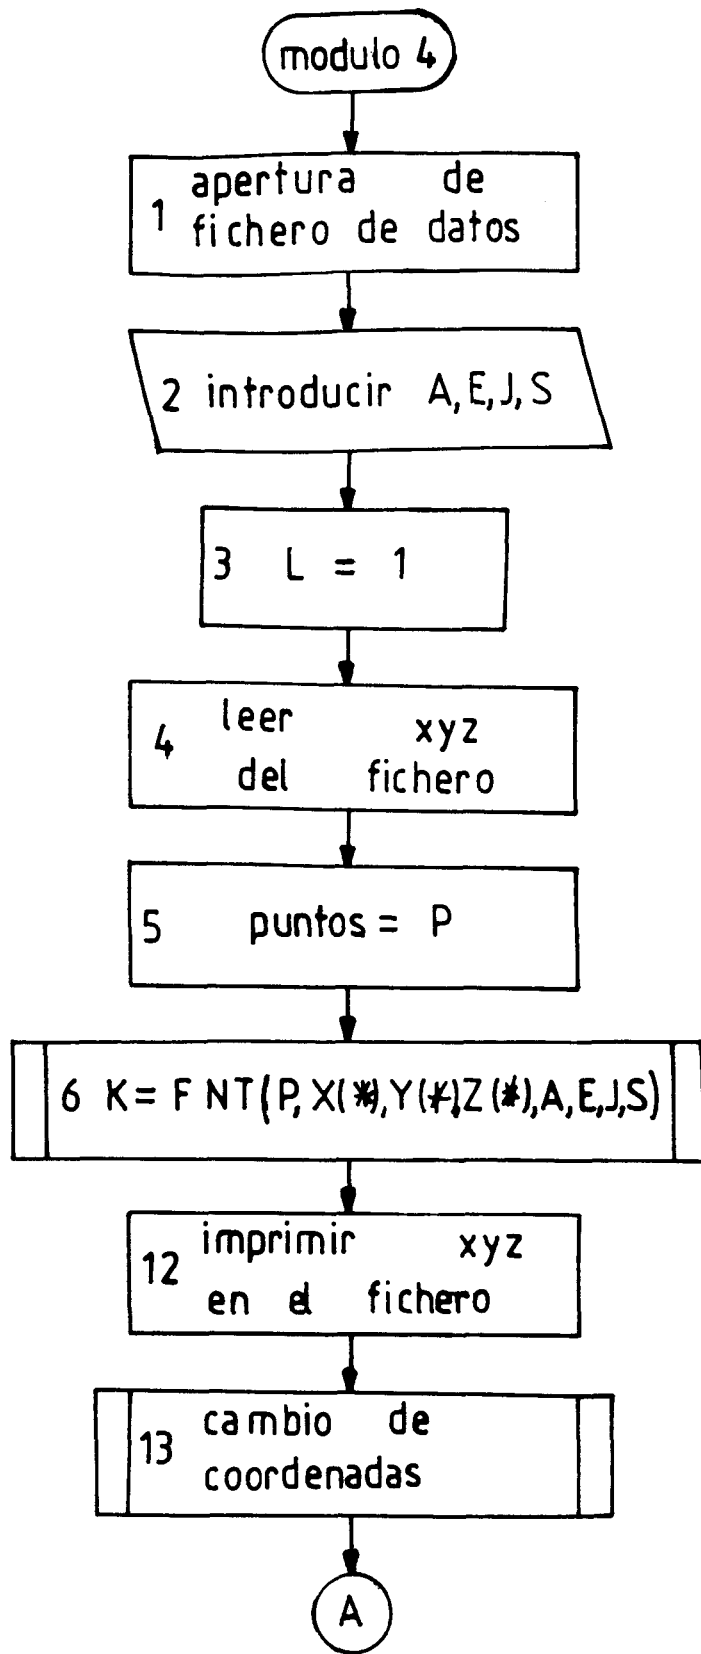 modulo 4
1 apertura de
fichero de datos
2 introducir A,E,J,S
3 L = 1
4 leer xyz
del fichero
5 puntos = P
6 K= F NT(P,X(*),Y(*),Z(*),A,E,J,S)
12 imprimir xyz
en el fichero
13 cambio de
coordenadas
A